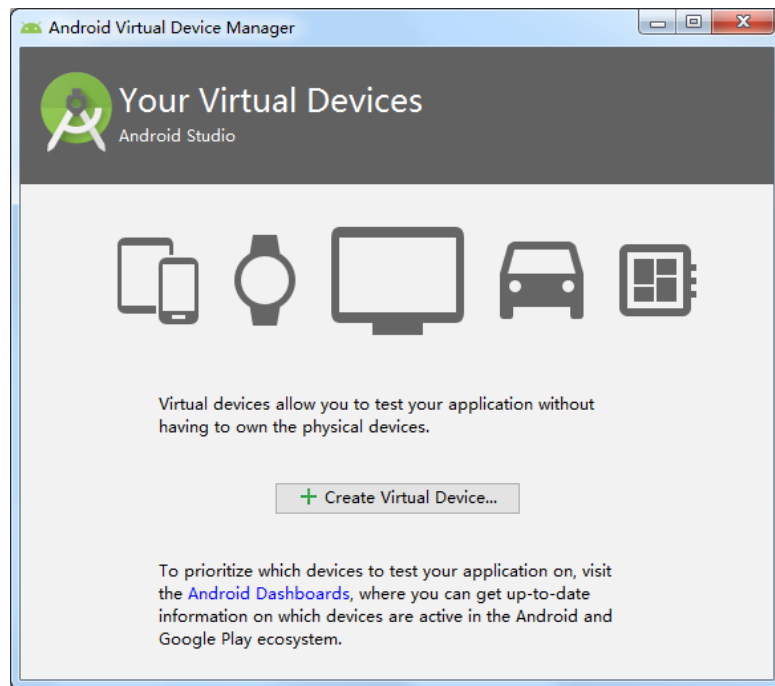 Android Virtual Device Manager
Your Virtual Devices
Android Studio
Virtual devices allow you to test your application without
having to own the physical devices.
Create Virtual Device...
To prioritize which devices to test your application on, visit
the Android Dashboards, where you can get up-to-date
information on which devices are active in the Android and
Google Play ecosystem.